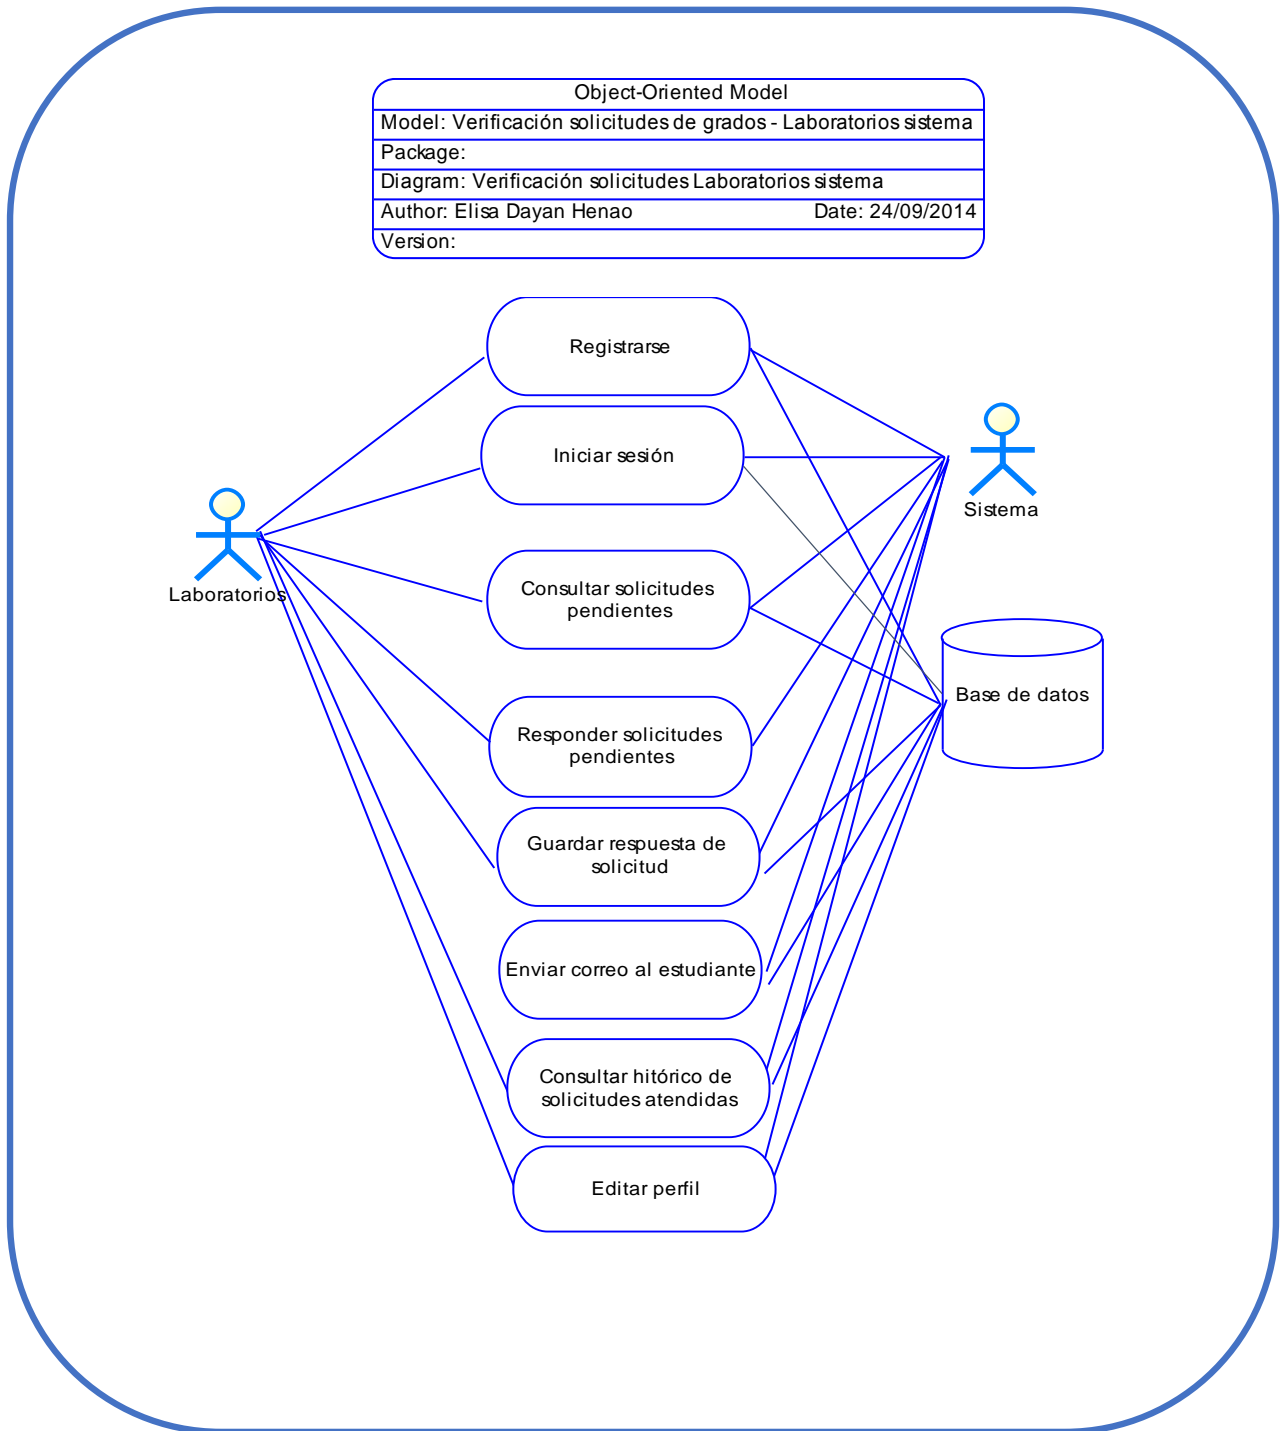 Object-Oriented Model
Model: Verificación solicitudes de grados - Laboratorios sistema
Package:
Diagram: Verificación solicitudes Laboratorios sistema
Author: Elisa Dayan Henao Date: 24/09/2014
Version:
Registrarse
Iniciar sesión
Sistema
Laboratorios
Consultar solicitudes
pendientes
Base de datos
Responder solicitudes
pendientes
Guardar respuesta de
solicitud
Enviar correo al estudiante
Consultar hitórico de
solicitudes atendidas
Editar perfil